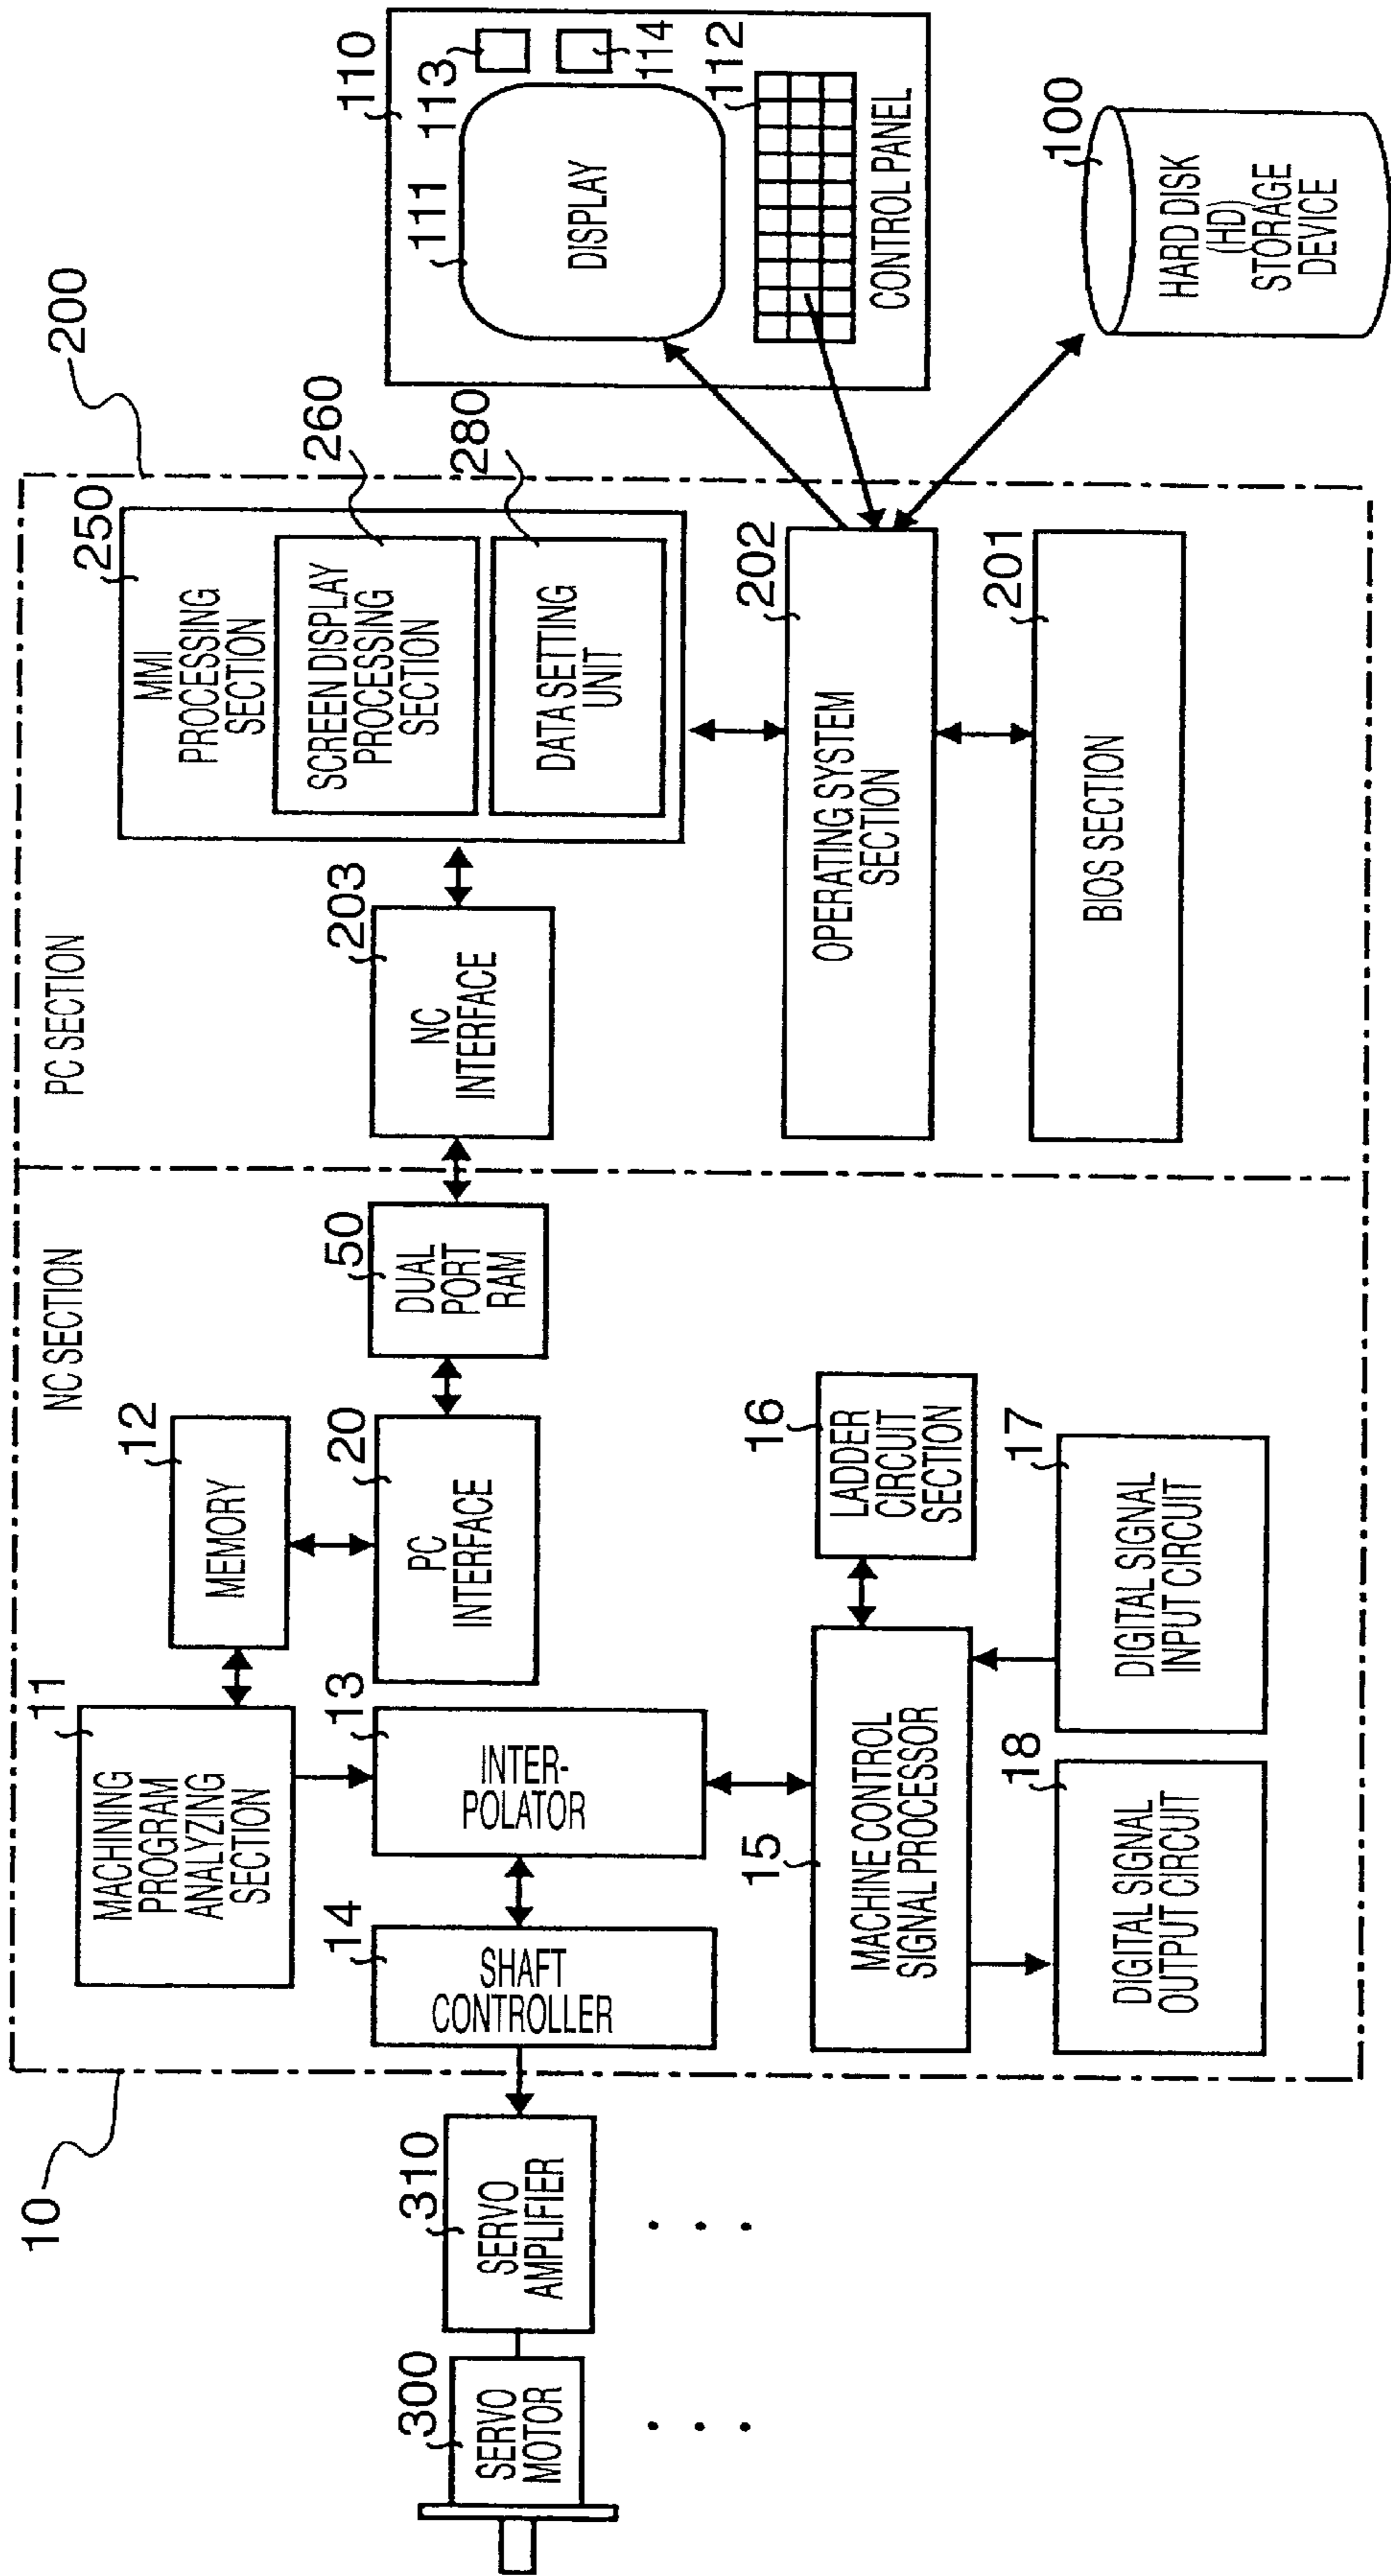 10
NC SECTION
PC SECTION
200
11
MACHINING
PROGRAM
ANALYZING
SECTION
12
MEMORY
250
MMI
PROCESSING
SECTION
260
SCREEN DISPLAY
PROCESSING
SECTION
280
DATA SETTING
UNIT
300
SERVO
MOTOR
310
SERVO
AMPLIFIER
14
SHAFT
CONTROLLER
13
INTER-
POLATOR
20
PC
INTERFACE
50
DUAL
PORT
RAM
203
NC
INTERFACE
110
111
DISPLAY
113
114
112
CONTROL PANEL
15
MACHINE CONTROL
SIGNAL PROCESSOR
16
LADDER
CIRCUIT
SECTION
202
OPERATING SYSTEM
SECTION
18
DIGITAL SIGNAL
OUTPUT CIRCUIT
17
DIGITAL SIGNAL
INPUT CIRCUIT
201
BIOS SECTION
100
HARD DISK
(HD)
STORAGE
DEVICE